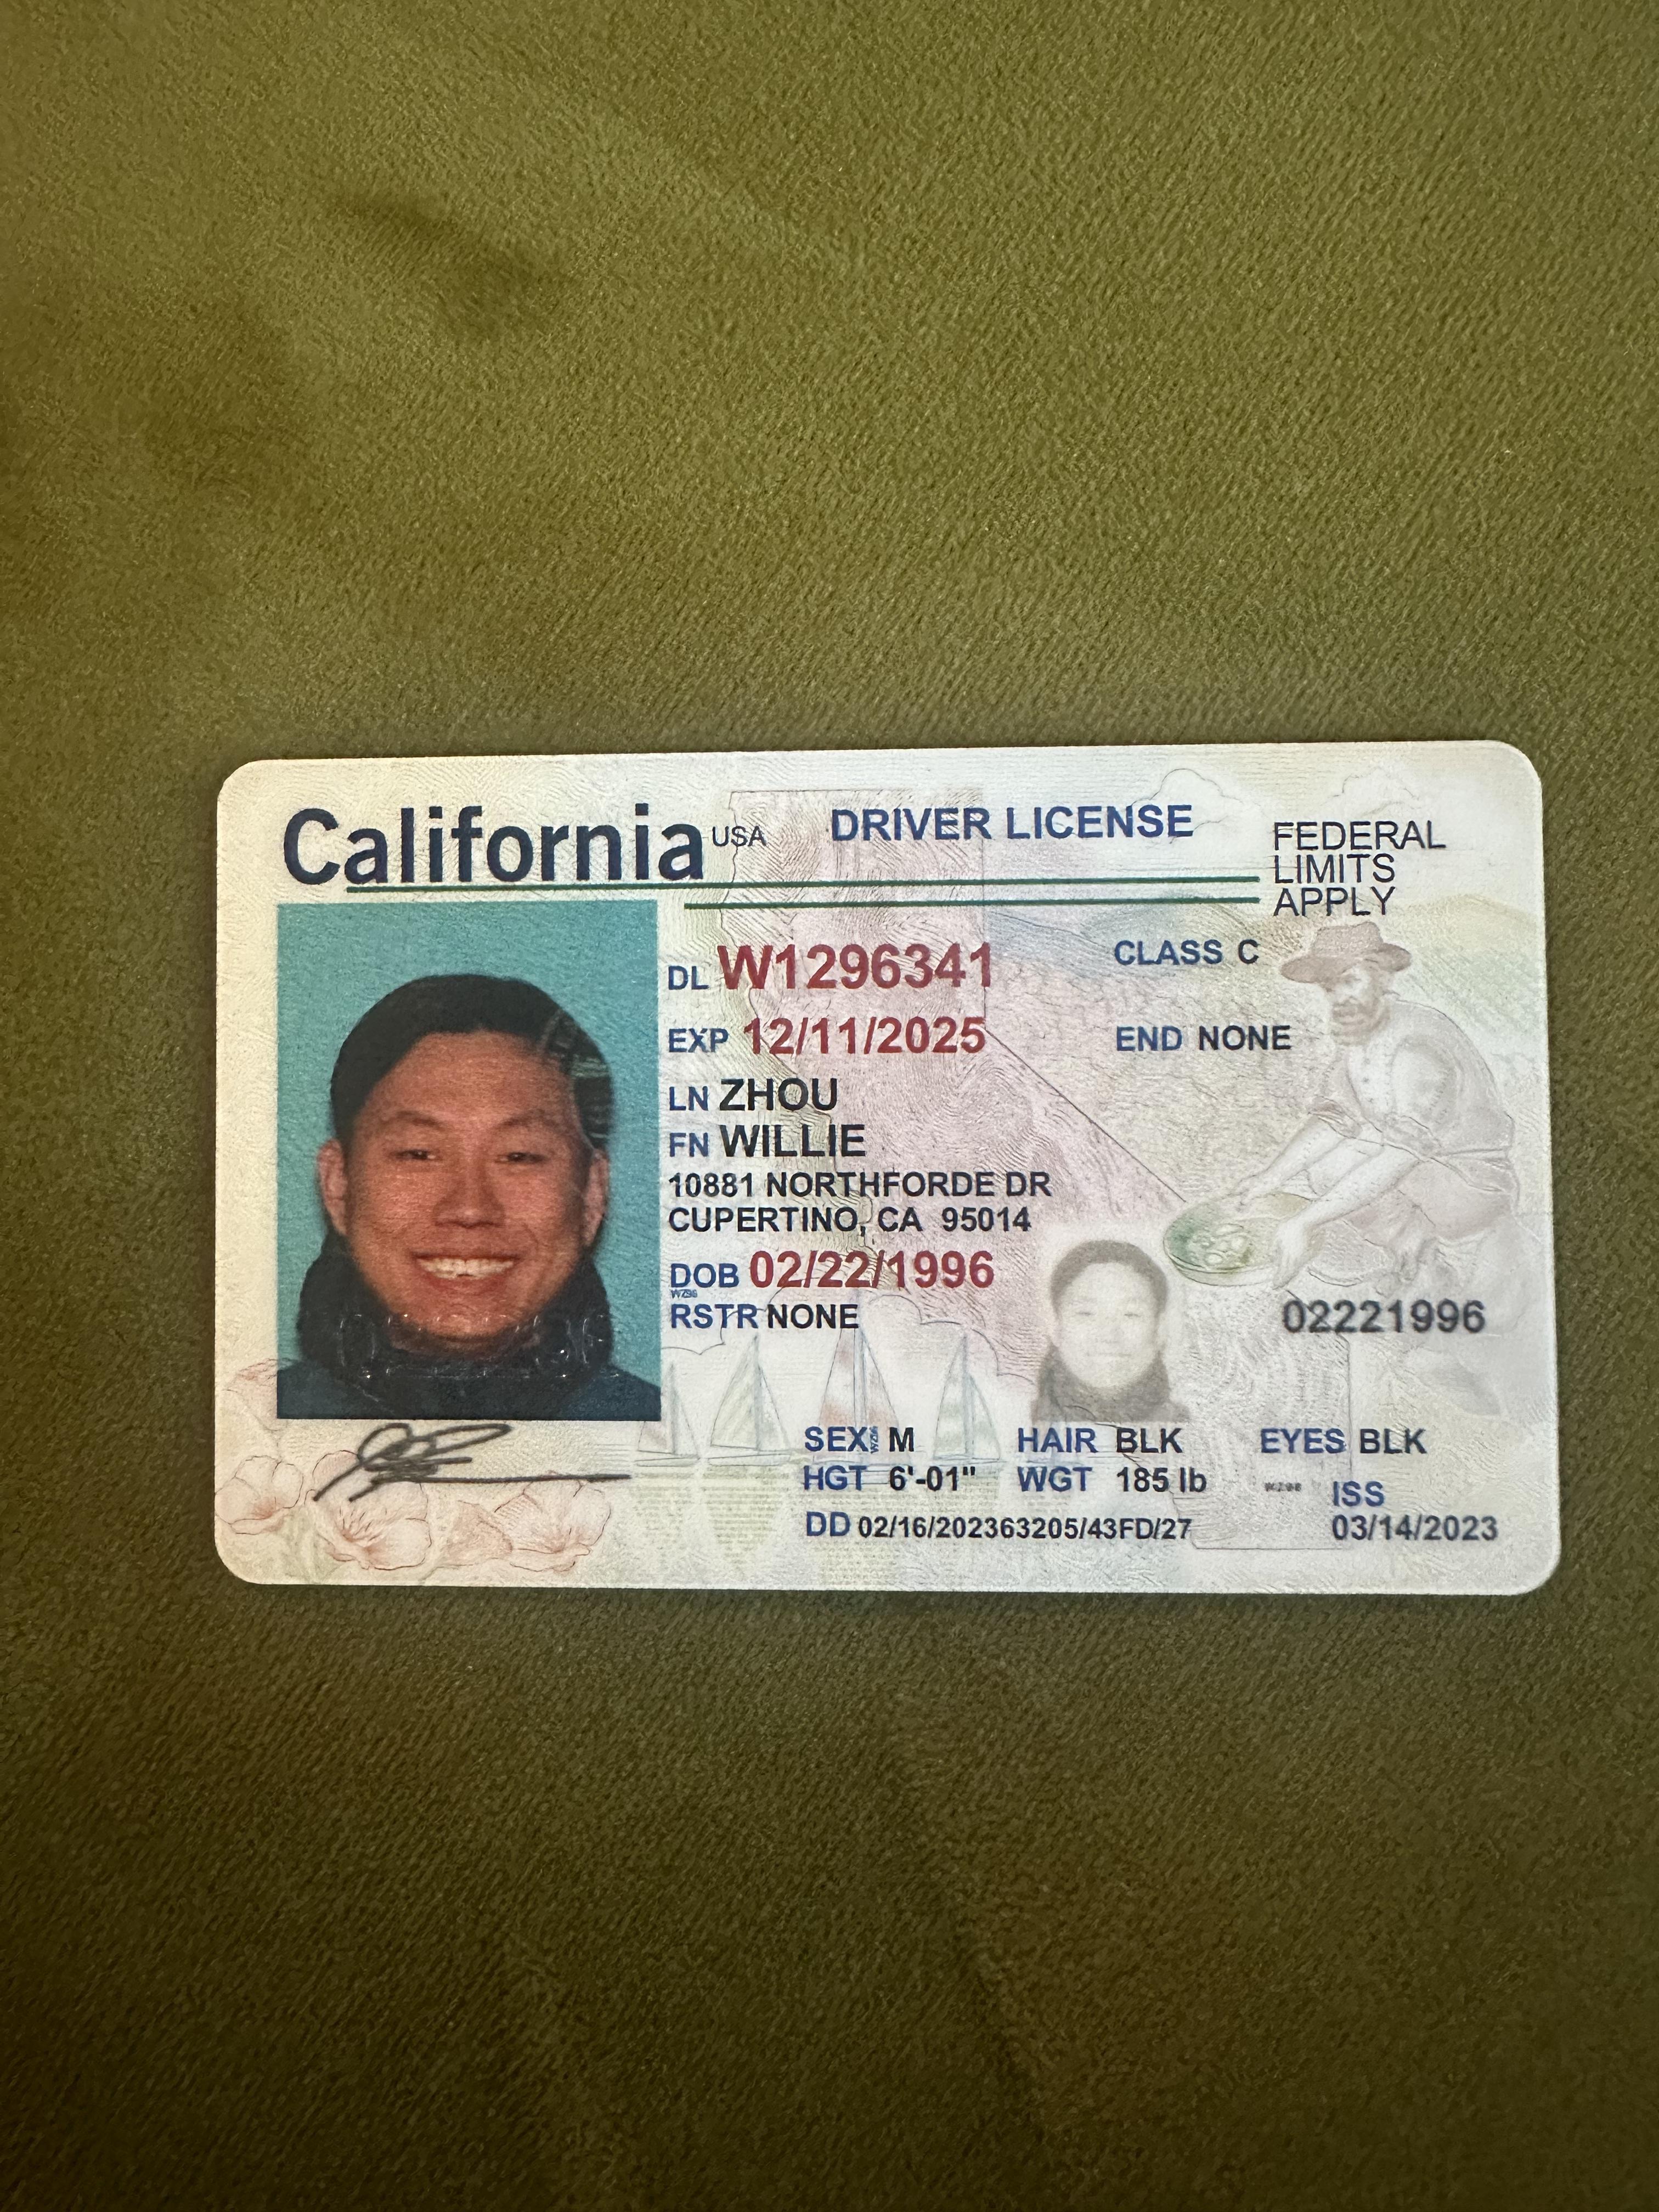 California USA DRIVER LICENSE
FEDERAL
LIMITS
APPLY
DL W1296341
CLASS C
EXP 12/11/2025
END NONE
LN ZHOU
FN WILLIE
10881 NORTHFORDE DR
CUPERTINO, CA 95014
DOB 02/22/1996
WZ96
RSTR NONE
02221996
SEX M
HAIR BLK
EYES BLK
HGT 6'-01"
WGT 185 lb
ISS
DD 02/16/202363205/43FD/27
03/14/2023